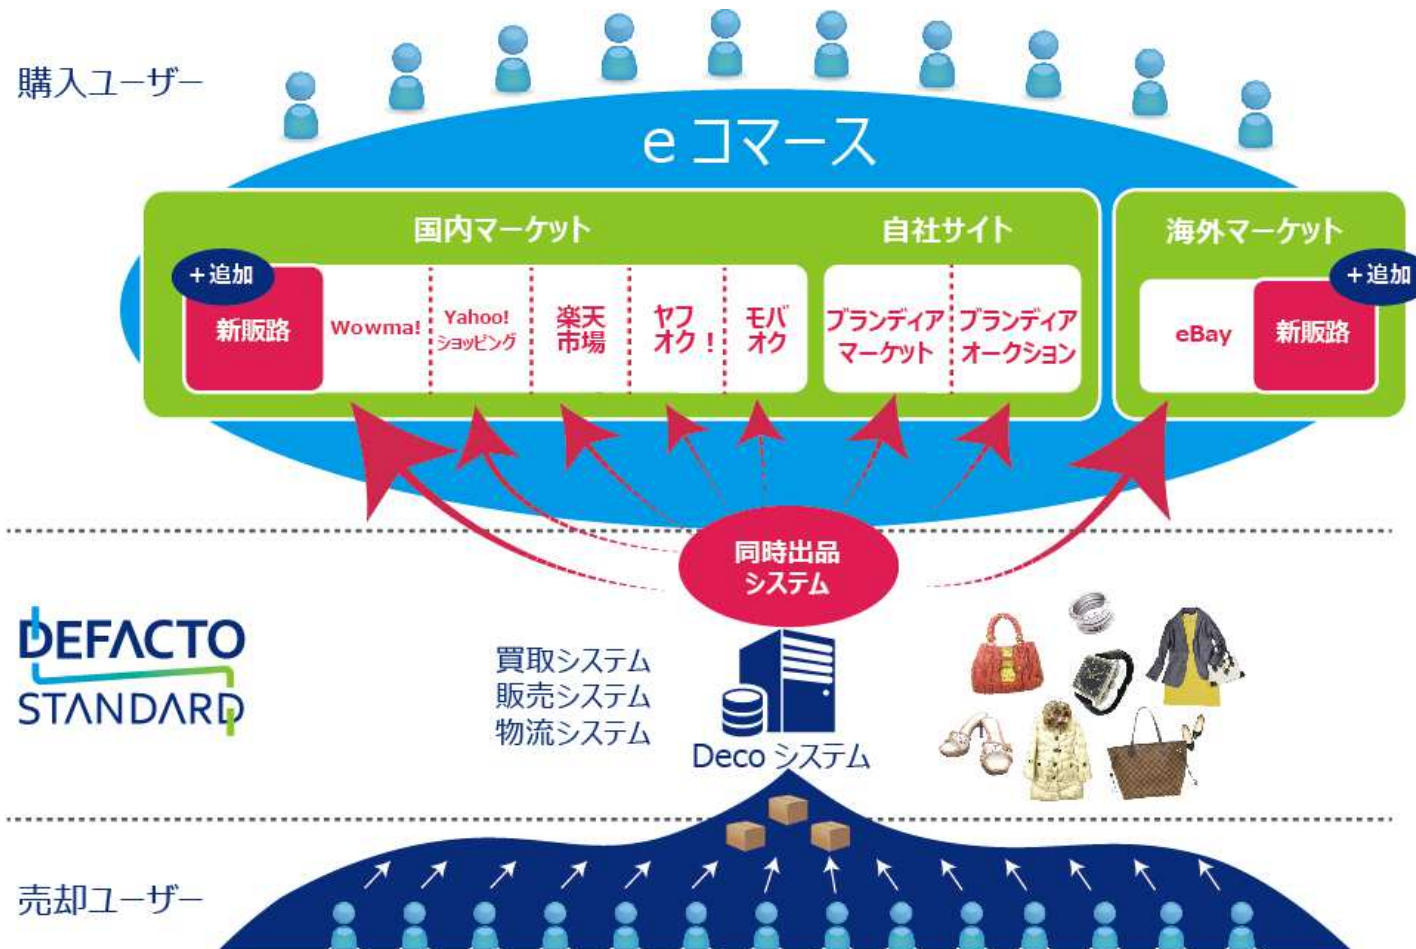 購入ユーザー
eコマース
国内マーケット
自社サイト
海外マーケット
+追加
新販路
Wowma!
Yahoo!
ショッピング
楽天
市場
ヤフ
オク！
モバ
オク
ブランディア
マーケット
ブランディア
オークション
eBay
+追加
新販路
同時出品
システム
DEFACTO
STANDARD
買取システム
販売システム
物流システム
Decoシステム
売却ユーザー